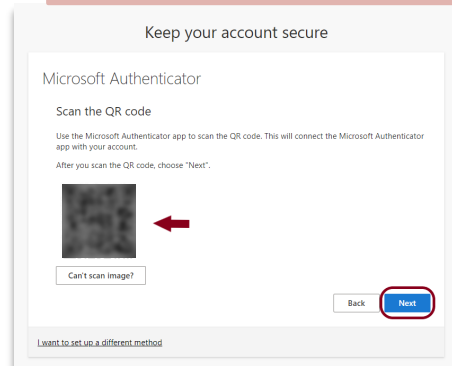 Keep your account secure
Microsoft Authenticator
Scan the QR code
Use the Microsoft Authenticator app to scan the QR code. This will connect the Microsoft Authenticator
app with your account.
After you scan the QR code, choose "Next".
Can't scan image?
Back Next
I want to set up a different method